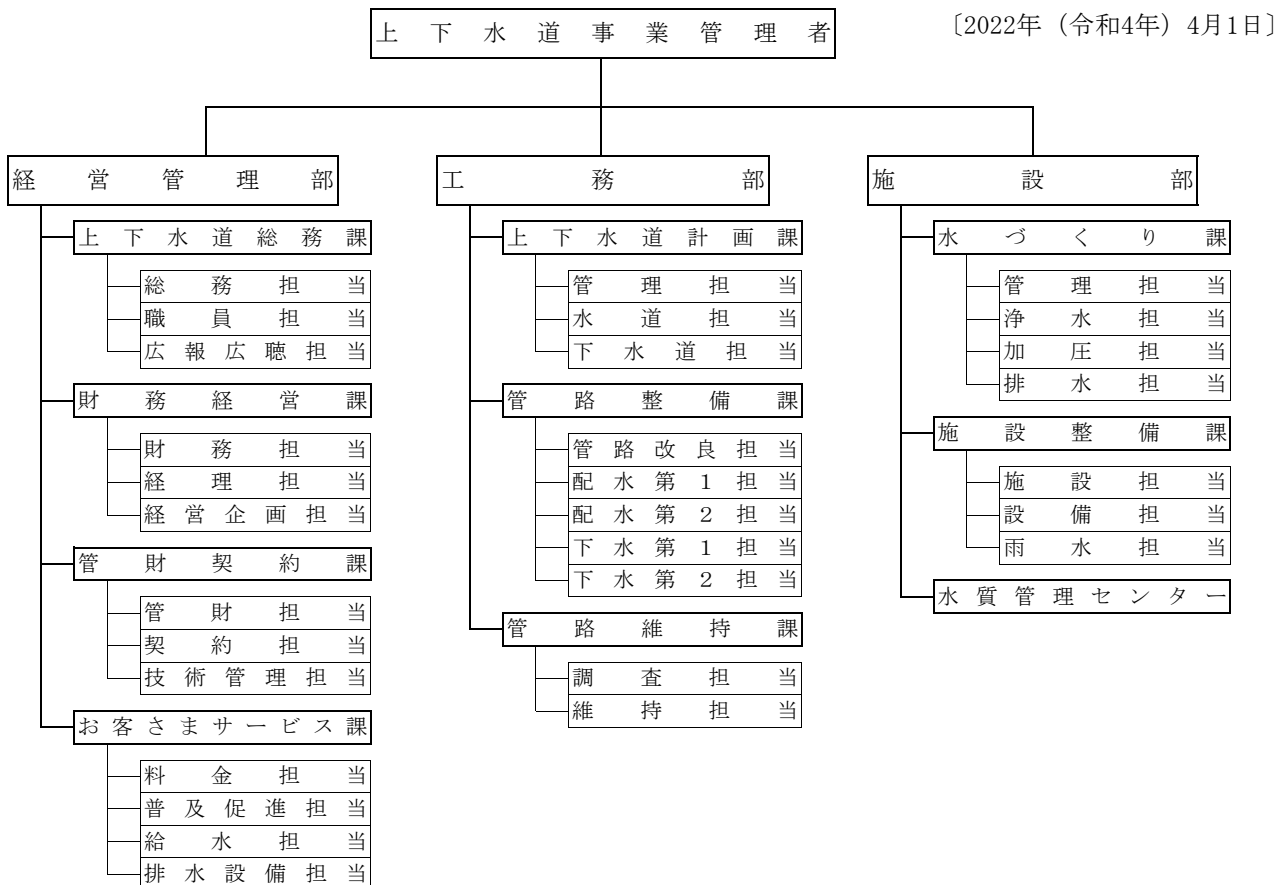 上下水道事業管理者
〔2022年（令和4年）4月1日〕
経営管理部
上下水道総務課
総務担当
職員担当
広報広聴担当
財務経営課
財務担当
経理担当
経営企画担当
管財契約課
管財担当
契約担当
技術管理担当
お客さまサービス課
料金担当
普及促進担当
給水担当
排水設備担当
工務部
上下水道計画課
管理担当
水道担当
下水道担当
管路整備課
管路改良担当
配水第１担当
配水第２担当
下水第１担当
下水第２担当
管路維持課
調査担当
維持担当
施設部
水づくり課
管理担当
浄水担当
加圧担当
排水担当
施設整備課
施設担当
設備担当
雨水担当
水質管理センター